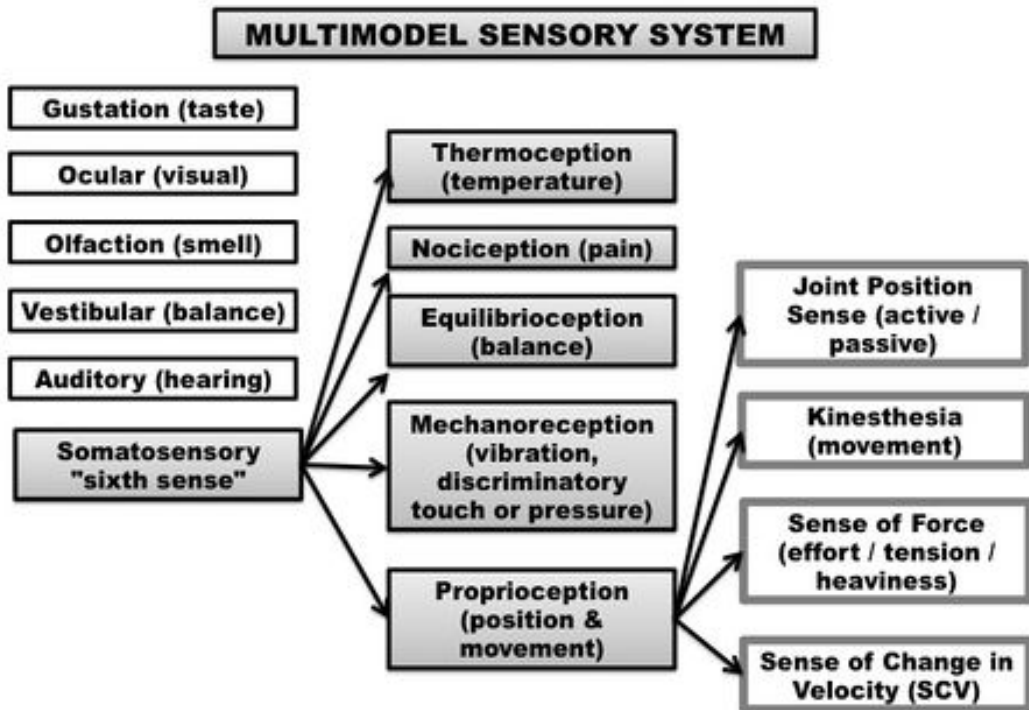 MULTIMODEL SENSORY SYSTEM
Gustation (taste)
Ocular (visual)
Olfaction (smell)
Vestibular (balance)
Auditory (hearing)
Somatosensory
"sixth sense"
Thermoception
(temperature)
Nociception (pain)
Equilibrioception
(balance)
Mechanoreception
(vibration,
discriminatory
touch or pressure)
Proprioception
(position &
movement)
Joint Position
Sense (active /
passive)
Kinesthesia
(movement)
Sense of Force
(effort / tension /
heaviness)
Sense of Change in
Velocity (SCV)